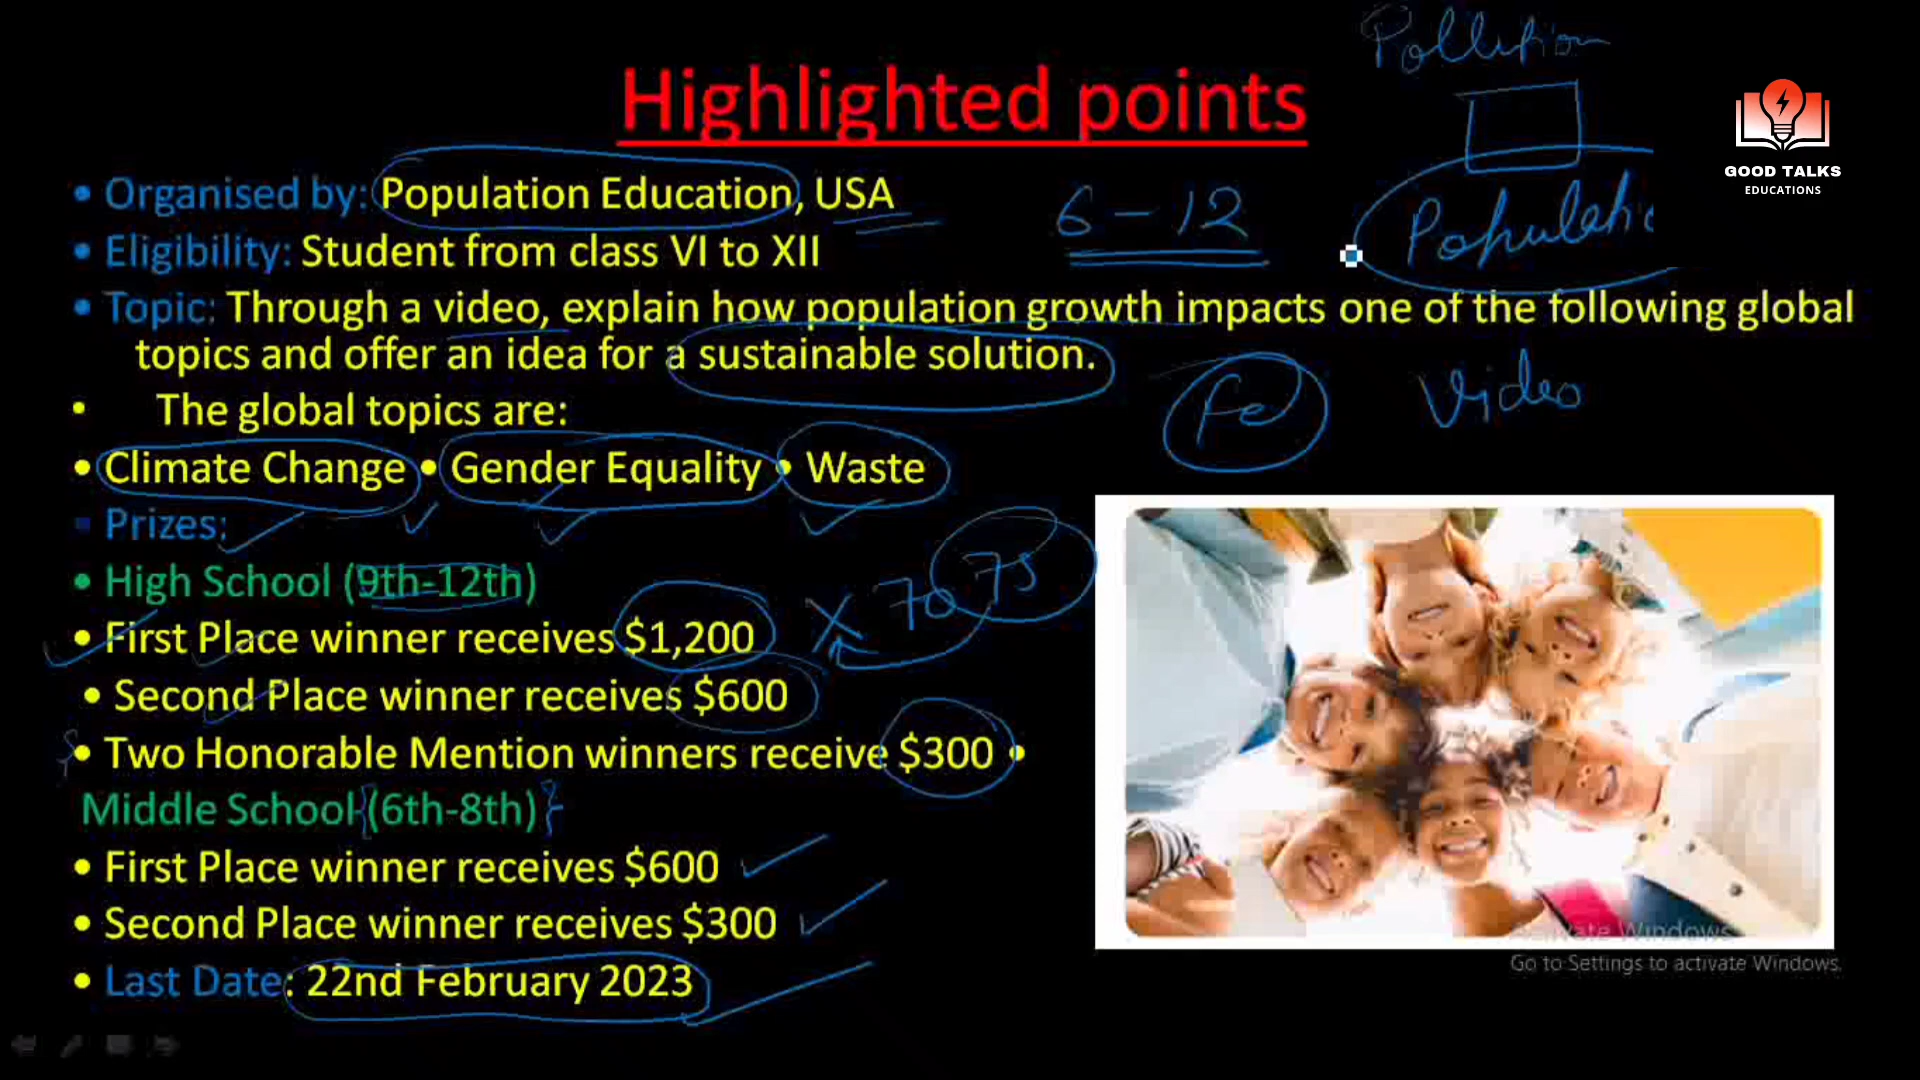 Pollution
Highlighted points
GOOD TALKS
EDUCATIONS
• Organised by: Population Education, USA
6 - 12
• Eligibility: Student from class VI to XII
• Topic: Through a video, explain how population growth impacts one of the following global
topics and offer an idea for a sustainable solution.
Video
• The global topics are:
• Climate Change • Gender Equality • Waste
Prizes:
• High School (9th-12th)
X 70 75
• First Place winner receives $1,200
• Second Place winner receives $600
• Two Honorable Mention winners receive $300 •
Middle School (6th-8th)
• First Place winner receives $600
• Second Place winner receives $300
Activate Windows
Go to Settings to activate Windows.
• Last Date: 22nd February 2023